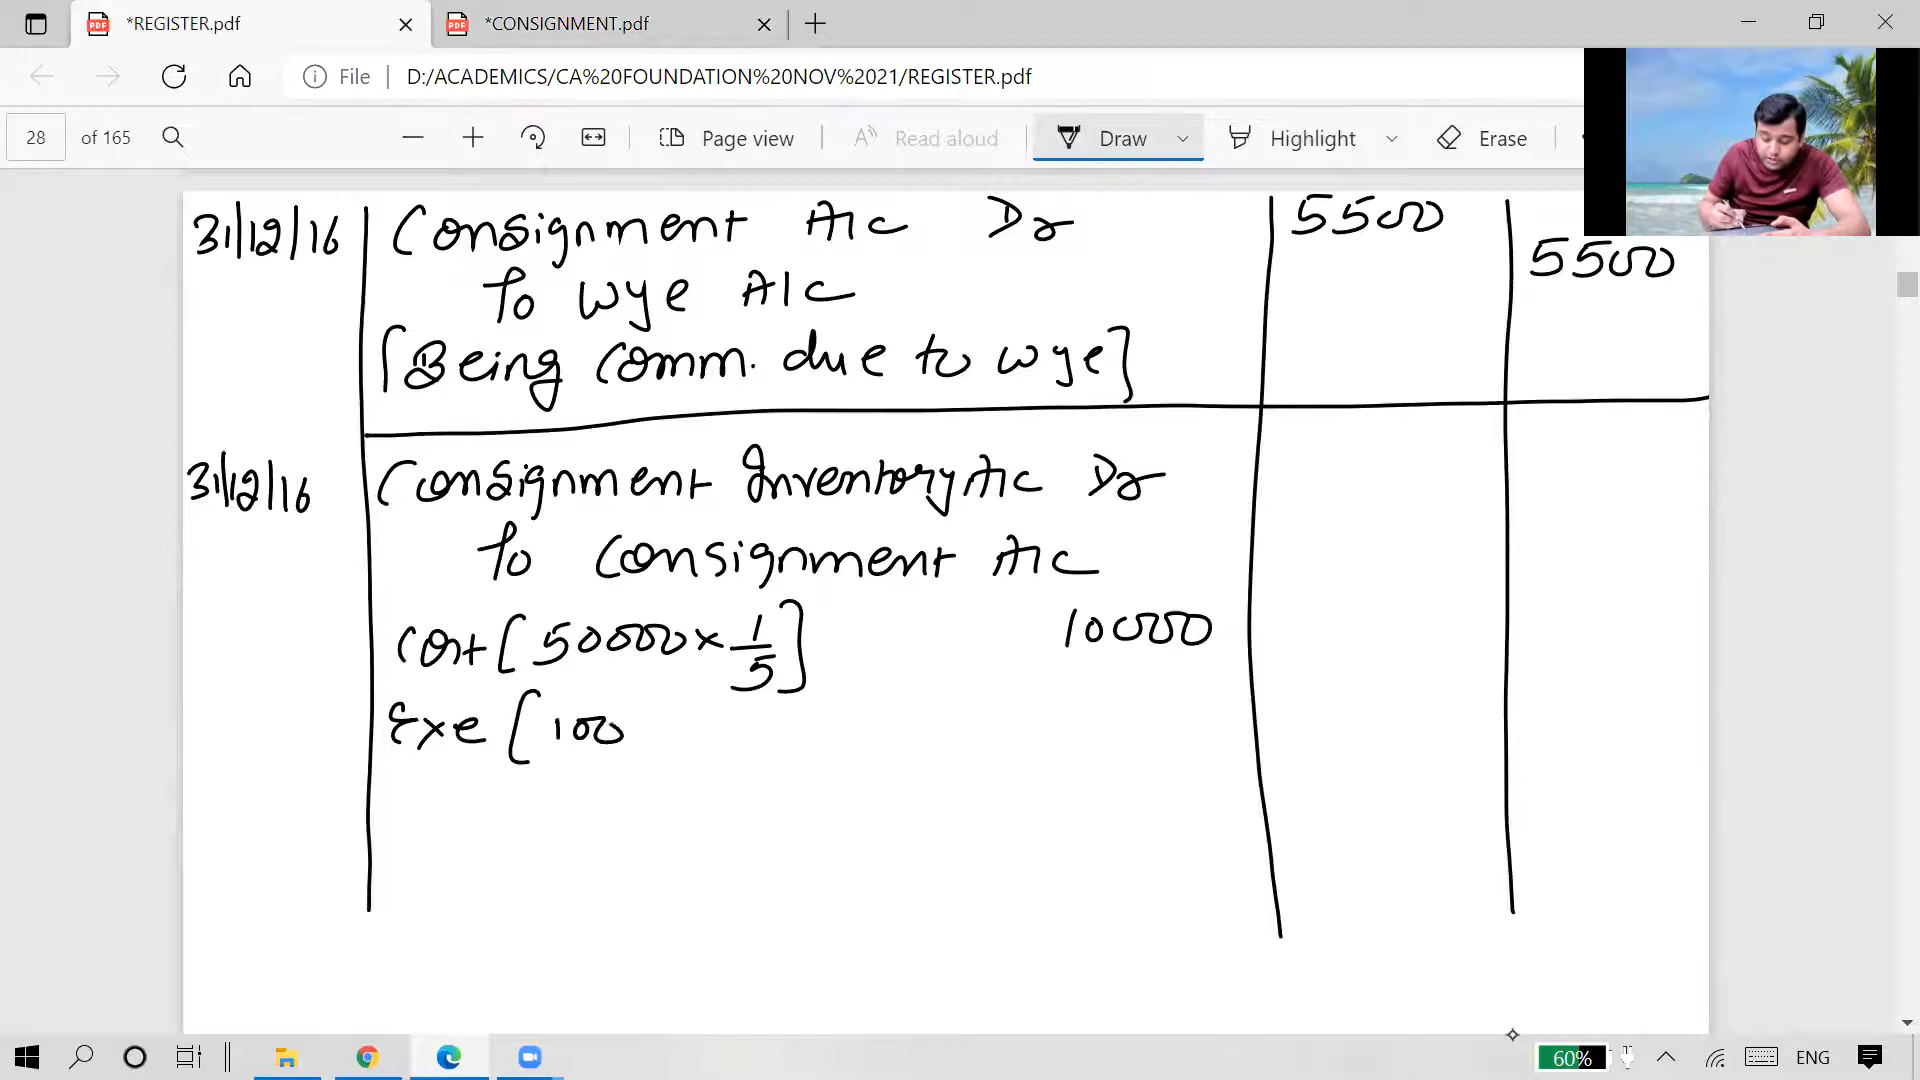 *REGISTER.pdf
*CONSIGNMENT.pdf
File | D:/ACADEMICS/CA%20FOUNDATION%20NOV%2021/REGISTER.pdf
28 of 165 Page view Read aloud Draw Highlight Erase
31/12/16 Consignment A/c Dr 5500
To Wye A/c 5500
[Being Comm. due to Wye]
31/12/16 Consignment Inventory A/c Dr
To Consignment A/c
Cost [50000 × 1/5] 10000
Exe [100
60% ENG